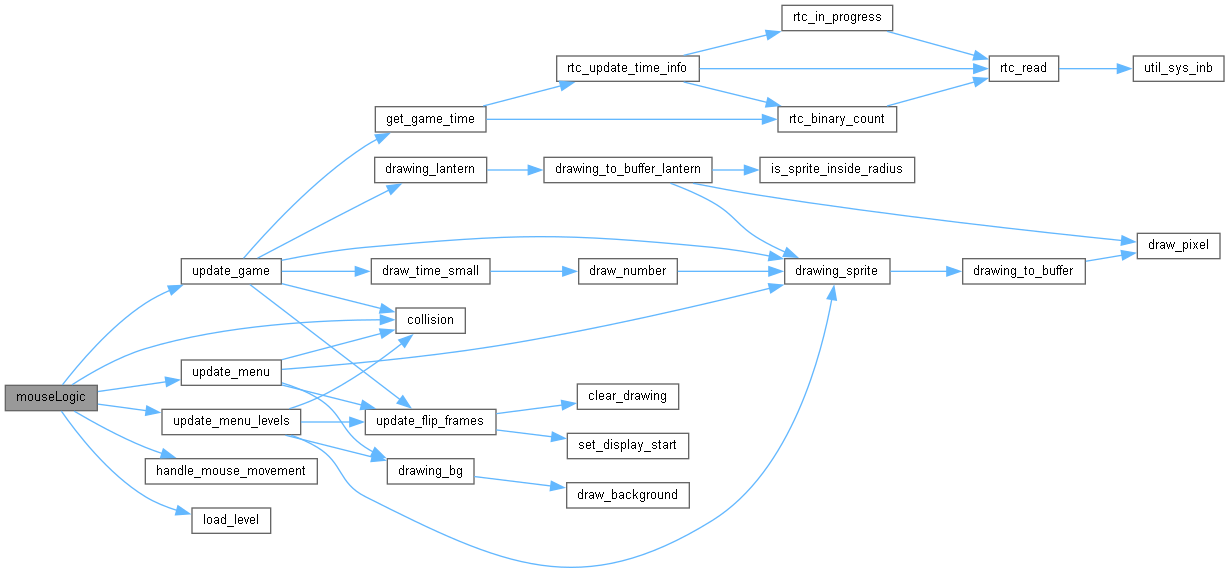 rtc_in_progress
rtc_update_time_info
rtc_read
util_sys_inb
get_game_time
rtc_binary_count
drawing_lantern
drawing_to_buffer_lantern
is_sprite_inside_radius
draw_pixel
update_game
draw_time_small
draw_number
drawing_sprite
drawing_to_buffer
collision
update_menu
mouseLogic
clear_drawing
update_menu_levels
update_flip_frames
set_display_start
handle_mouse_movement
drawing_bg
draw_background
load_level